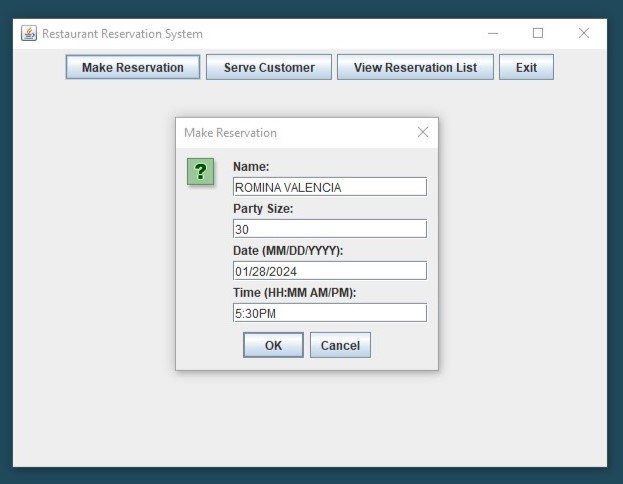 Restaurant Reservation System
Make Reservation Serve Customer View Reservation List Exit
Make Reservation
?
Name:
ROMINA VALENCIA
Party Size:
30
Date (MM/DD/YYYY):
01/28/2024
Time (HH:MM AM/PM):
5:30PM
OK Cancel